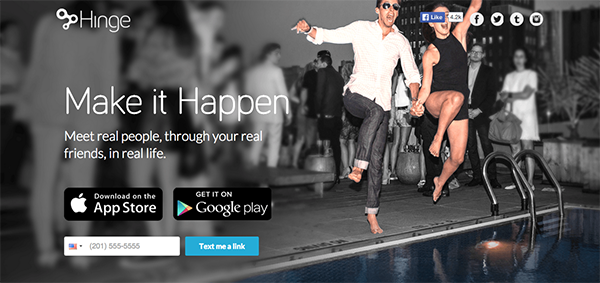 Hinge
Like 4.2k
Make it Happen
Meet real people, through your real
friends, in real life.
Download on the
App Store
GET IT ON
Google play
(201) 555-5555
Text me a link